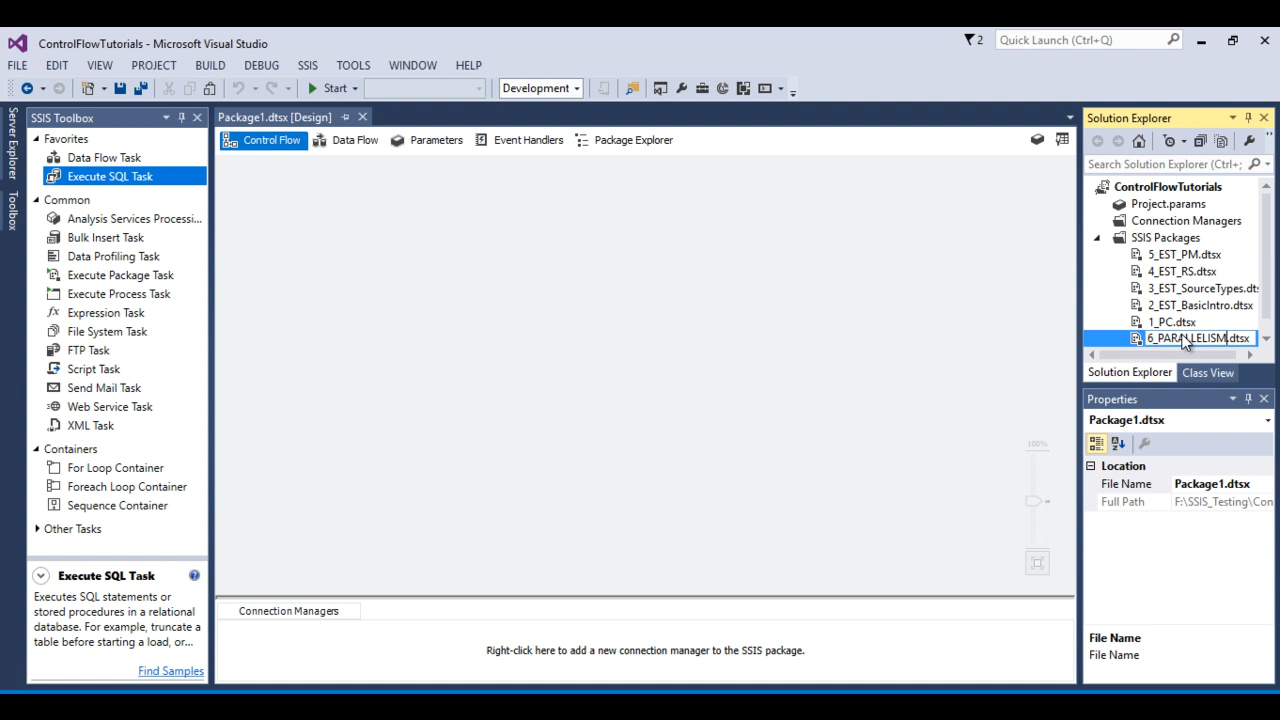 ControlFlowTutorials - Microsoft Visual Studio
2
Quick Launch (Ctrl+Q)
FILE EDIT VIEW PROJECT BUILD DEBUG SSIS TOOLS WINDOW HELP
Start
Development
Server Explorer
Toolbox
SSIS Toolbox
Favorites
Data Flow Task
Execute SQL Task
Common
Analysis Services Processi...
Bulk Insert Task
Data Profiling Task
Execute Package Task
Execute Process Task
Expression Task
File System Task
FTP Task
Script Task
Send Mail Task
Web Service Task
XML Task
Containers
For Loop Container
Foreach Loop Container
Sequence Container
Other Tasks
Execute SQL Task
Executes SQL statements or
stored procedures in a relational
database. For example, truncate a
table before starting a load, or...
Find Samples
Package1.dtsx [Design]
Control Flow Data Flow Parameters Event Handlers Package Explorer
100%
Connection Managers
Right-click here to add a new connection manager to the SSIS package.
Solution Explorer
Search Solution Explorer (Ctrl+;
ControlFlowTutorials
Project.params
Connection Managers
SSIS Packages
5_EST_PM.dtsx
4_EST_RS.dtsx
3_EST_SourceTypes.dts
2_EST_BasicIntro.dtsx
1_PC.dtsx
6_PARALLELISM.dtsx
Solution Explorer Class View
Properties
Package1.dtsx
Location
File Name Package1.dtsx
Full Path F:\SSIS_Testing\Con
File Name
File Name